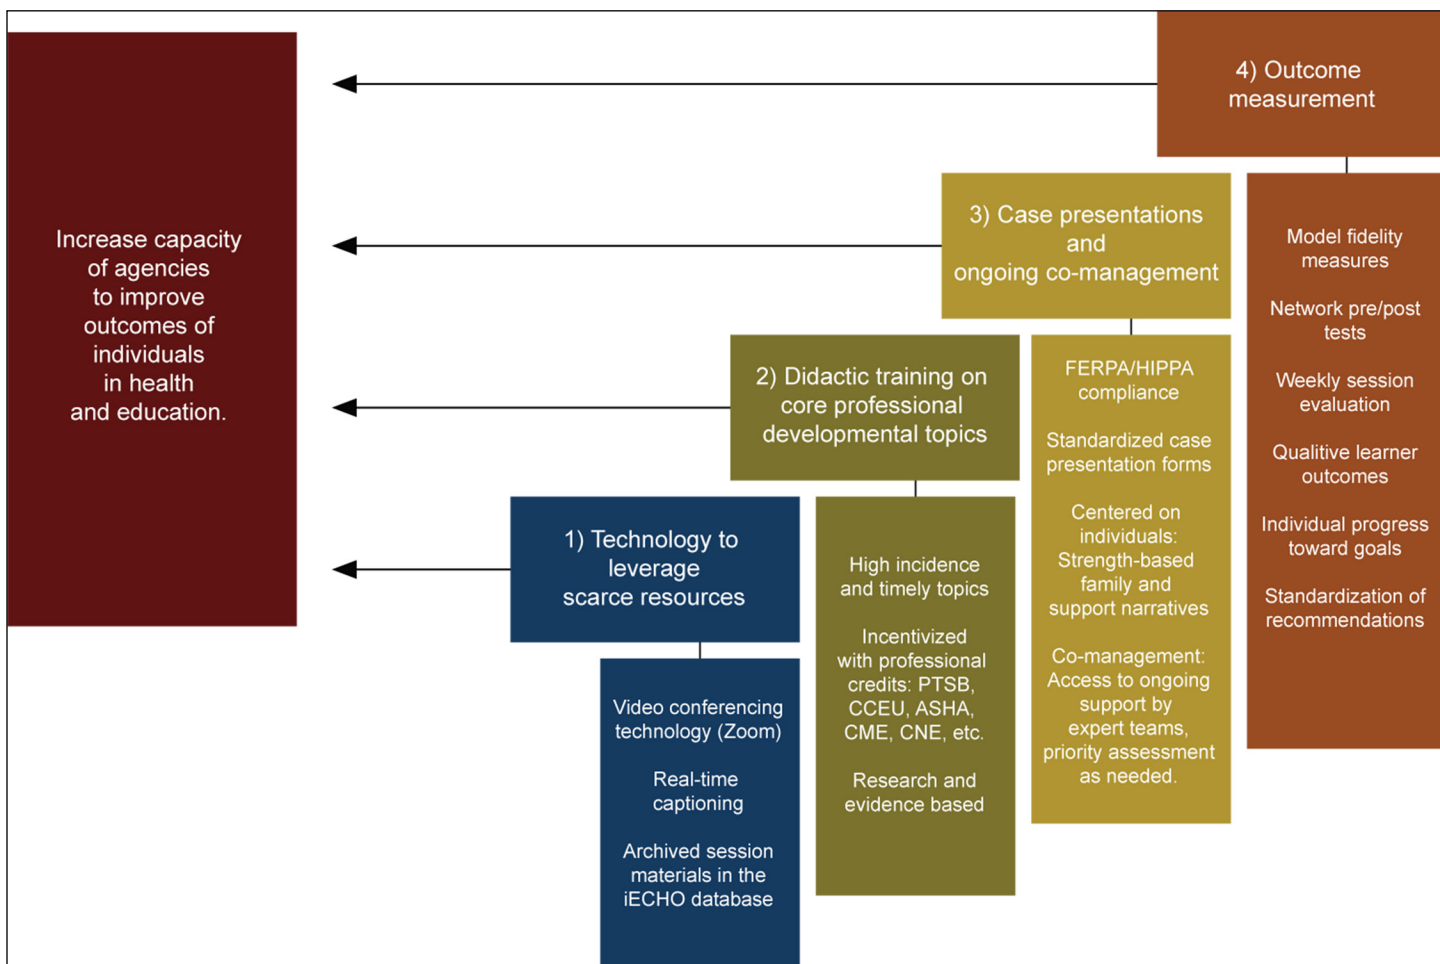 Increase capacity
of agencies
to improve
outcomes of
individuals
in health
and education.
1) Technology to
leverage
scarce resources
Video conferencing
technology (Zoom)
Real-time
captioning
Archived session
materials in the
iECHO database
2) Didactic training on
core professional
developmental topics
High incidence
and timely topics
Incentivized
with professional
credits: PTSB,
CCEU, ASHA,
CME, CNE, etc.
Research and
evidence based
3) Case presentations
and
ongoing co-management
FERPA/HIPPA
compliance
Standardized case
presentation forms
Centered on
individuals:
Strength-based
family and
support narratives
Co-management:
Access to ongoing
support by
expert teams,
priority assessment
as needed.
4) Outcome
measurement
Model fidelity
measures
Network pre/post
tests
Weekly session
evaluation
Qualitive learner
outcomes
Individual progress
toward goals
Standardization of
recommendations